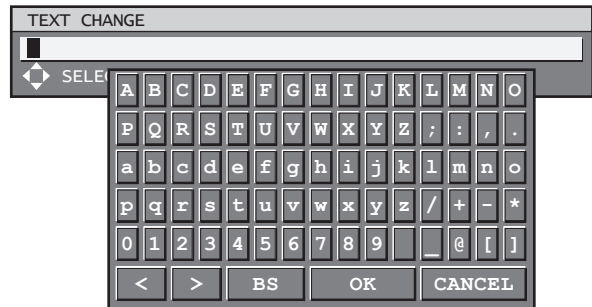 TEXT CHANGE
SELEC
A B C D E F G H I J K L M N O
P Q R S T U V W X Y Z ; : , .
a b c d e f g h i j k l m n o
p q r s t u v w x y z / + - *
0 1 2 3 4 5 6 7 8 9 _ @ [ ]
< > BS OK CANCEL